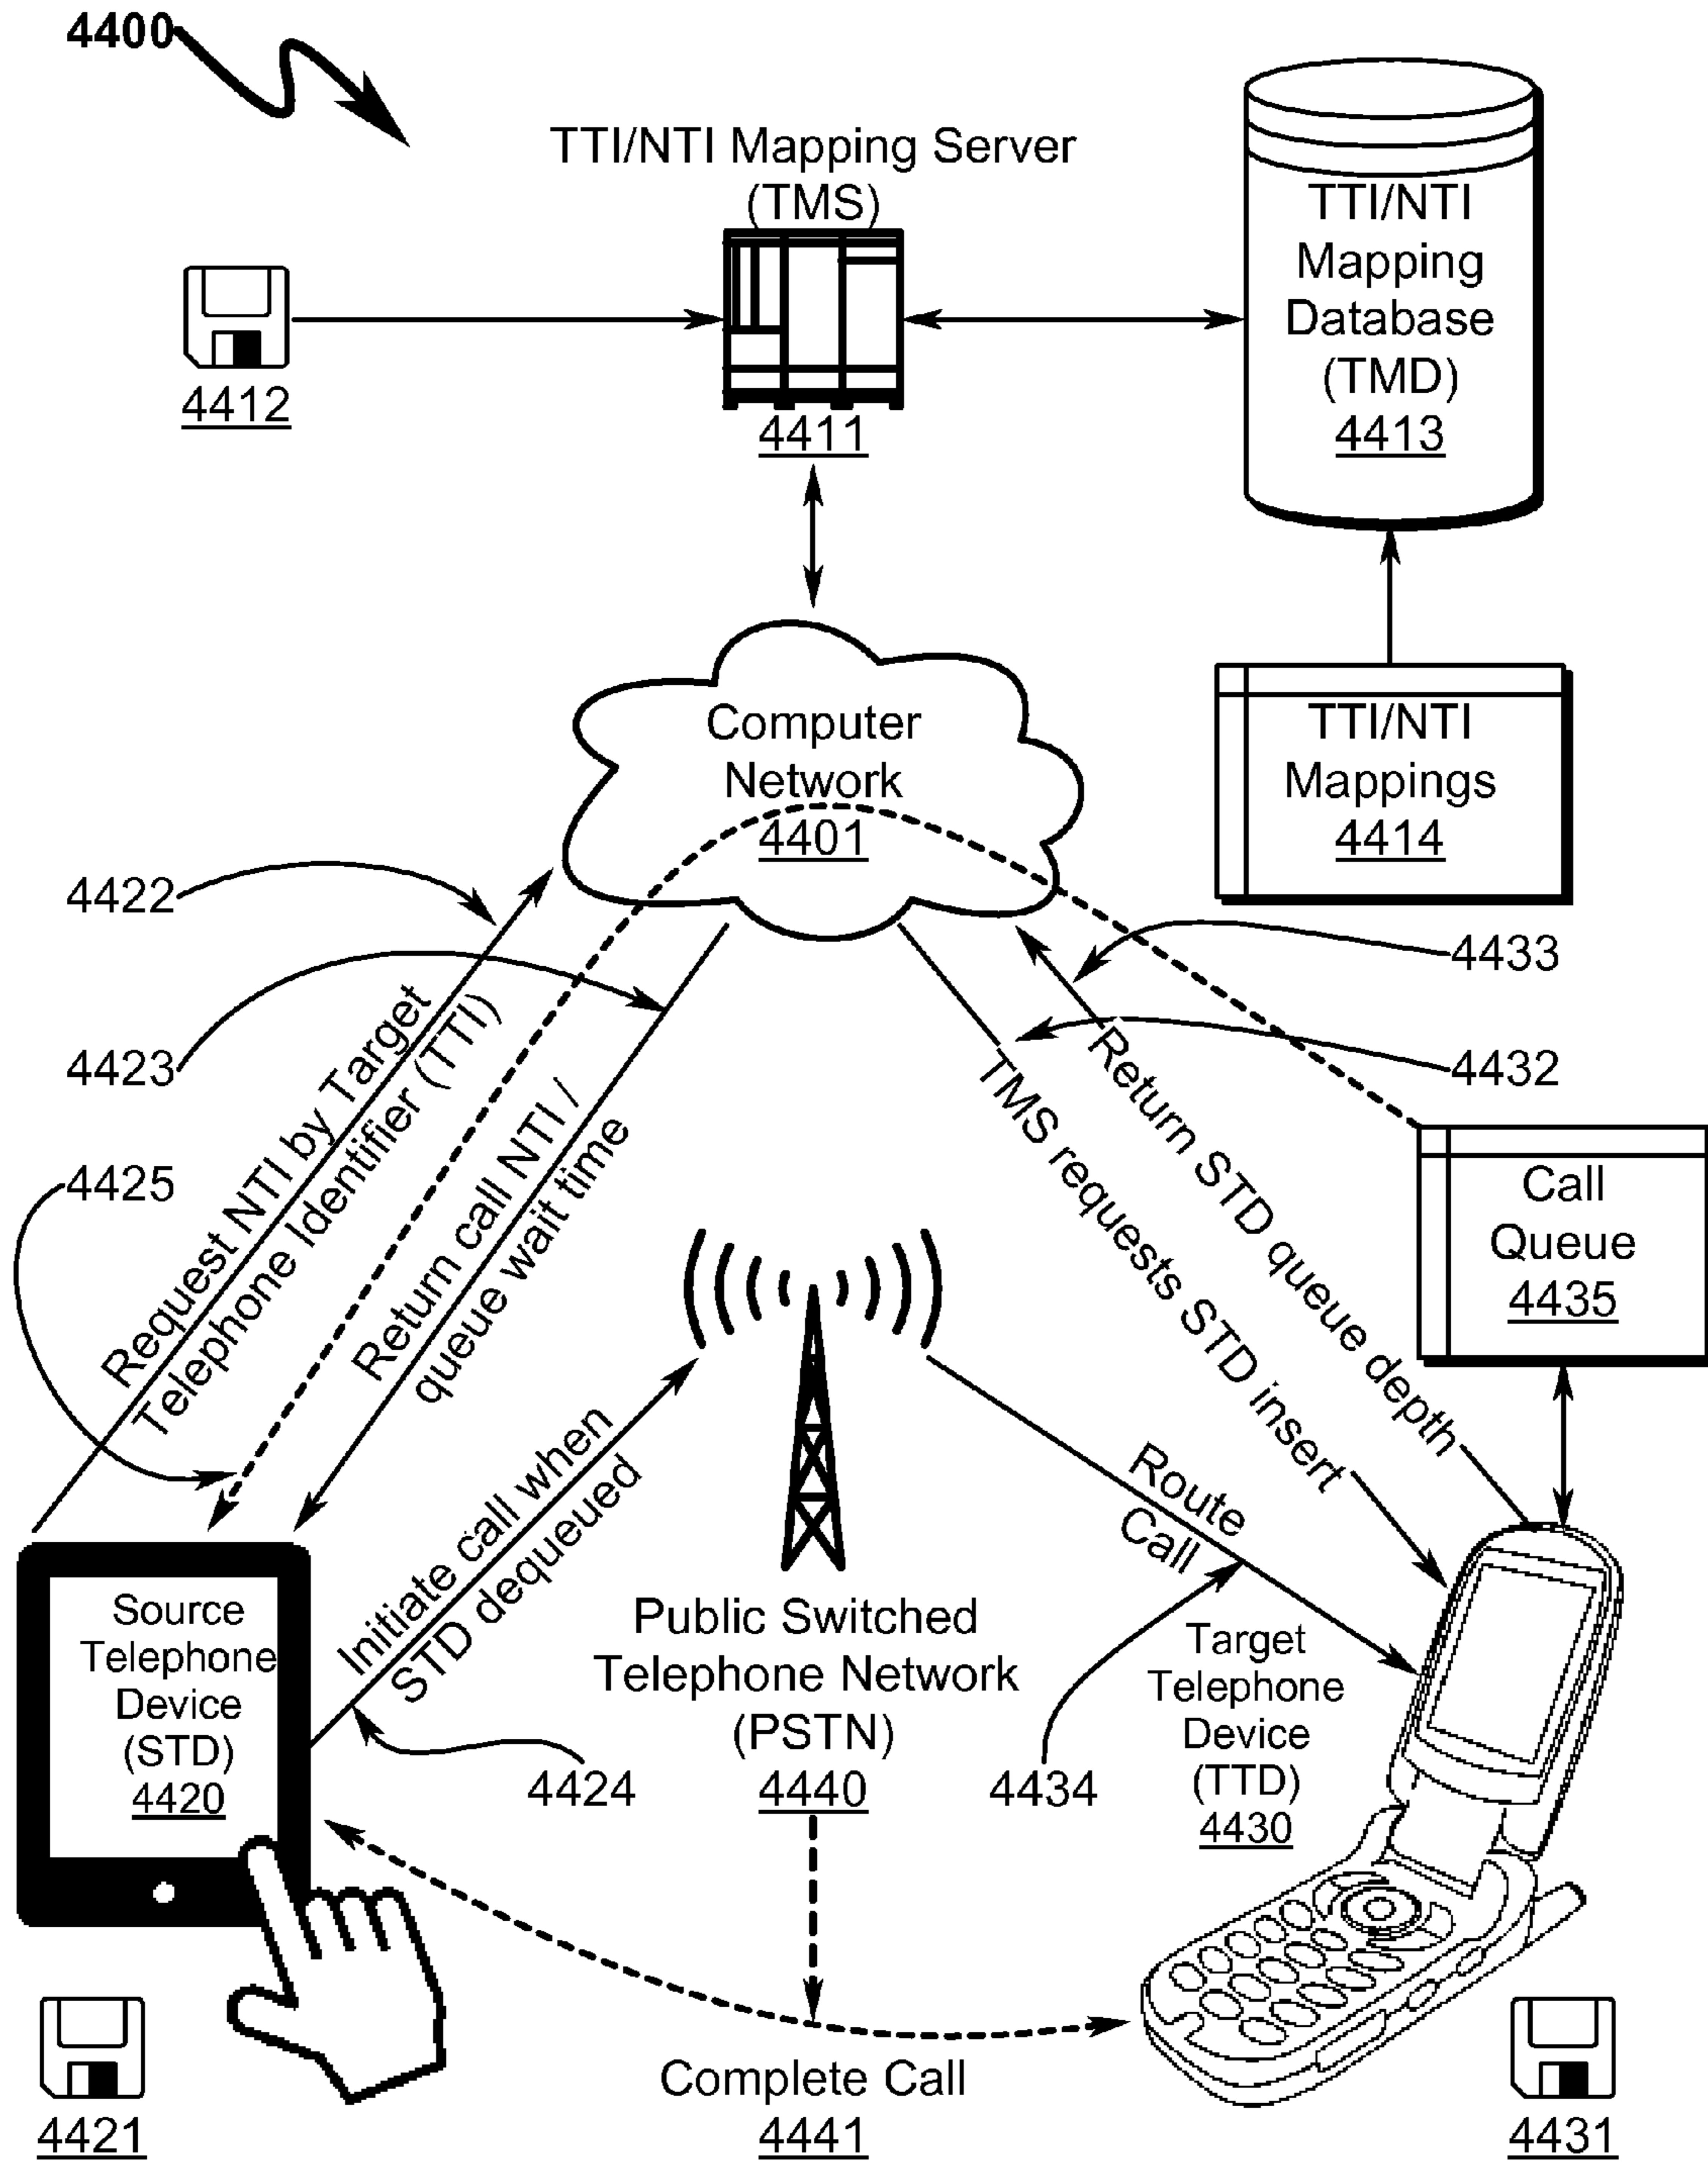 4400
TTI/NTI Mapping Server
(TMS)
4411
4412
TTI/NTI
Mapping
Database
(TMD)
4413
Computer
Network
4401
TTI/NTI
Mappings
4414
4422
4423
4425
4433
4432
Request NTI by Target
Telephone Identifier (TTI)
Return call NTI /
queue wait time
TMS requests STD insert
Return STD queue depth
Call
Queue
4435
Initiate call when
STD dequeued
Route
Call
Source
Telephone
Device
(STD)
4420
4424
Public Switched
Telephone Network
(PSTN)
4440
4434
Target
Telephone
Device
(TTD)
4430
Complete Call
4441
4421
4431